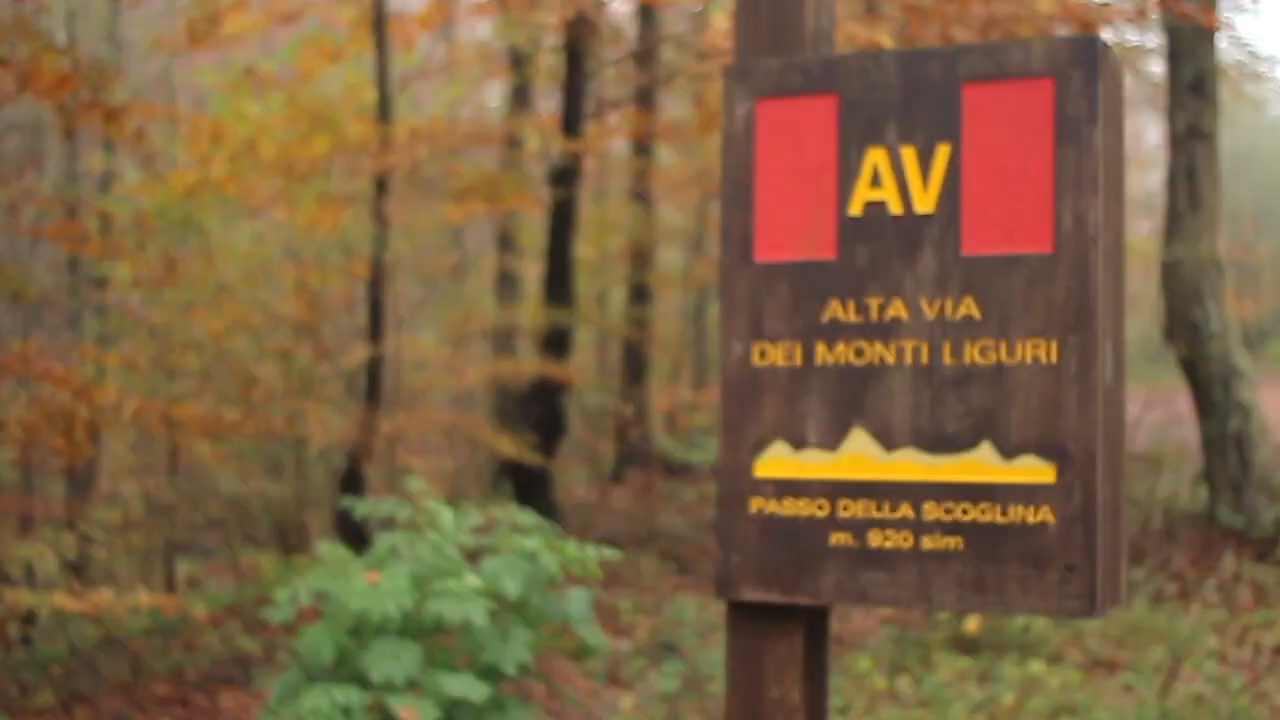 AV
ALTA VIA
DEI MONTI LIGURI
PASSO DELLA SCOGLINA
m. 920 slm